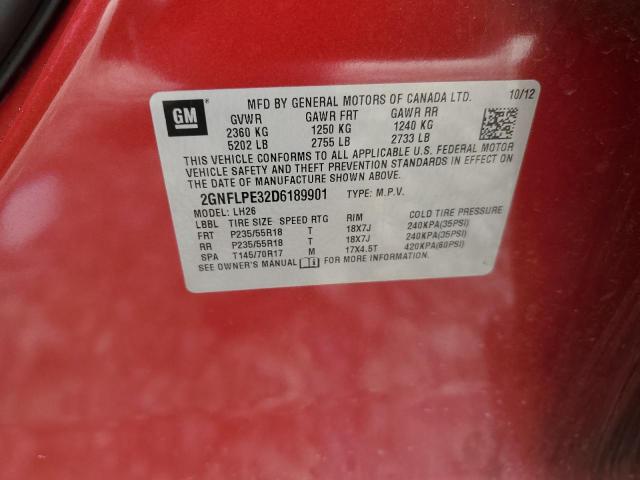 GM
MFD BY GENERAL MOTORS OF CANADA LTD. 10/12
GVWR GAWR FRT GAWR RR
2360 KG 1250 KG 1240 KG
5202 LB 2755 LB 2733 LB
THIS VEHICLE CONFORMS TO ALL APPLICABLE U.S. FEDERAL MOTOR
VEHICLE SAFETY AND THEFT PREVENTION STANDARDS IN EFFECT ON
THE DATE OF MANUFACTURE SHOWN ABOVE.
2GNFLPE32D6189901 TYPE: M.P.V.
MODEL: LH26
LBBL TIRE SIZE SPEED RTG RIM COLD TIRE PRESSURE
FRT P235/55R18 T 18X7J 240KPA(35PSI)
RR P235/55R18 T 18X7J 240KPA(35PSI)
SPA T145/70R17 M 17X4.5T 420KPA(60PSI)
SEE OWNER'S MANUAL FOR MORE INFORMATION.